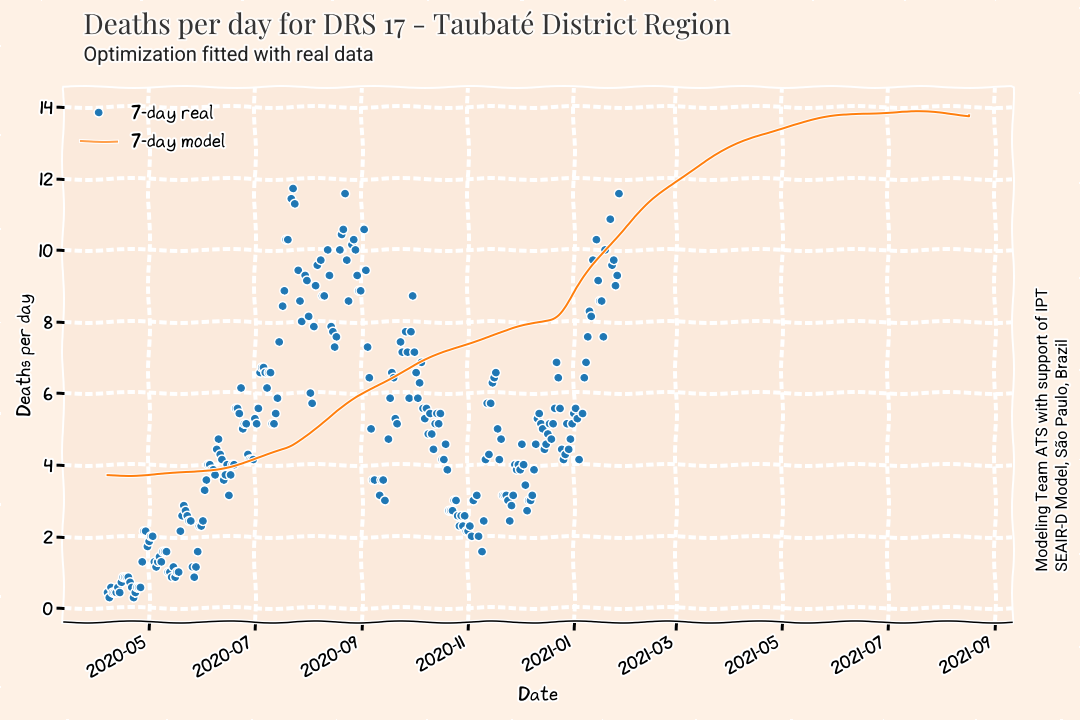 Deaths per day for DRS 17 - Taubaté District Region
Optimization fitted with real data
7-day real
7-day model
14
12
10
8
6
4
2
0
Deaths per day
2020-05
2020-07
2020-09
2020-11
2021-01
2021-03
2021-05
2021-07
2021-09
Date
Modeling Team ATS with support of IPT
SEAIR-D Model, São Paulo, Brazil